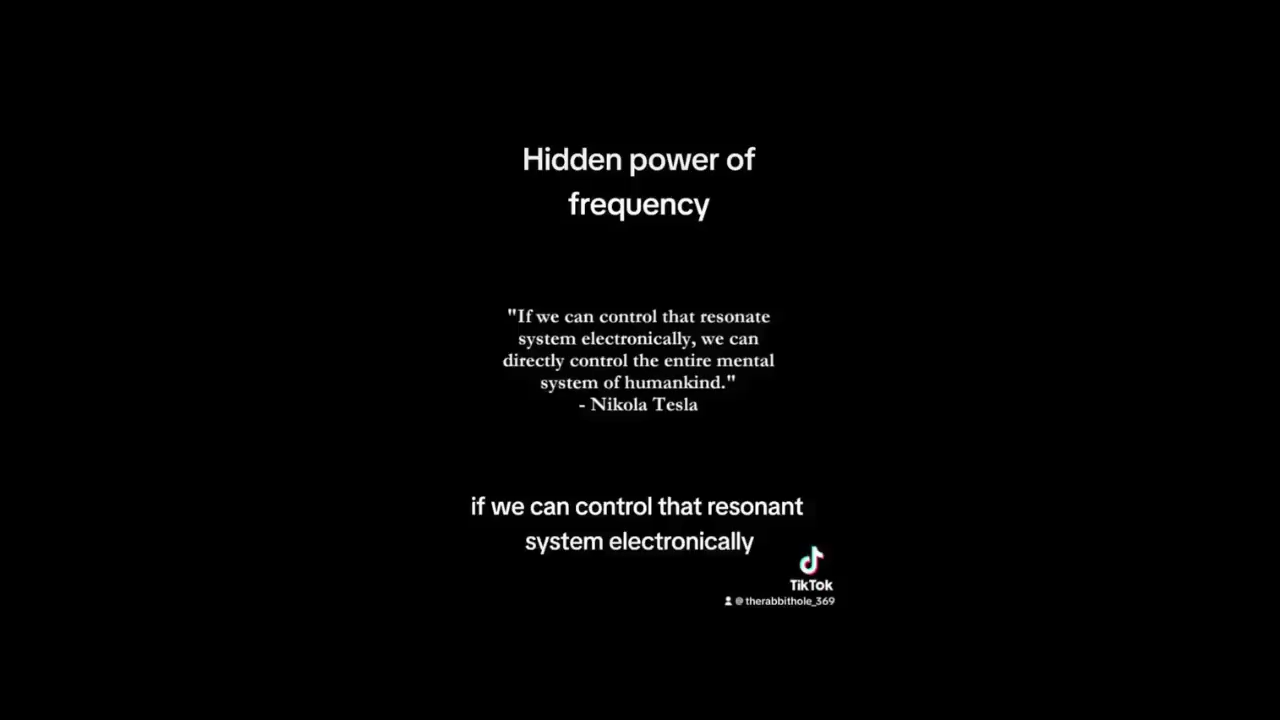 Hidden power of
frequency
"If we can control that resonate
system electronically, we can
directly control the entire mental
system of humankind."
- Nikola Tesla
if we can control that resonant
system electronically
TikTok
@therabbithole_369